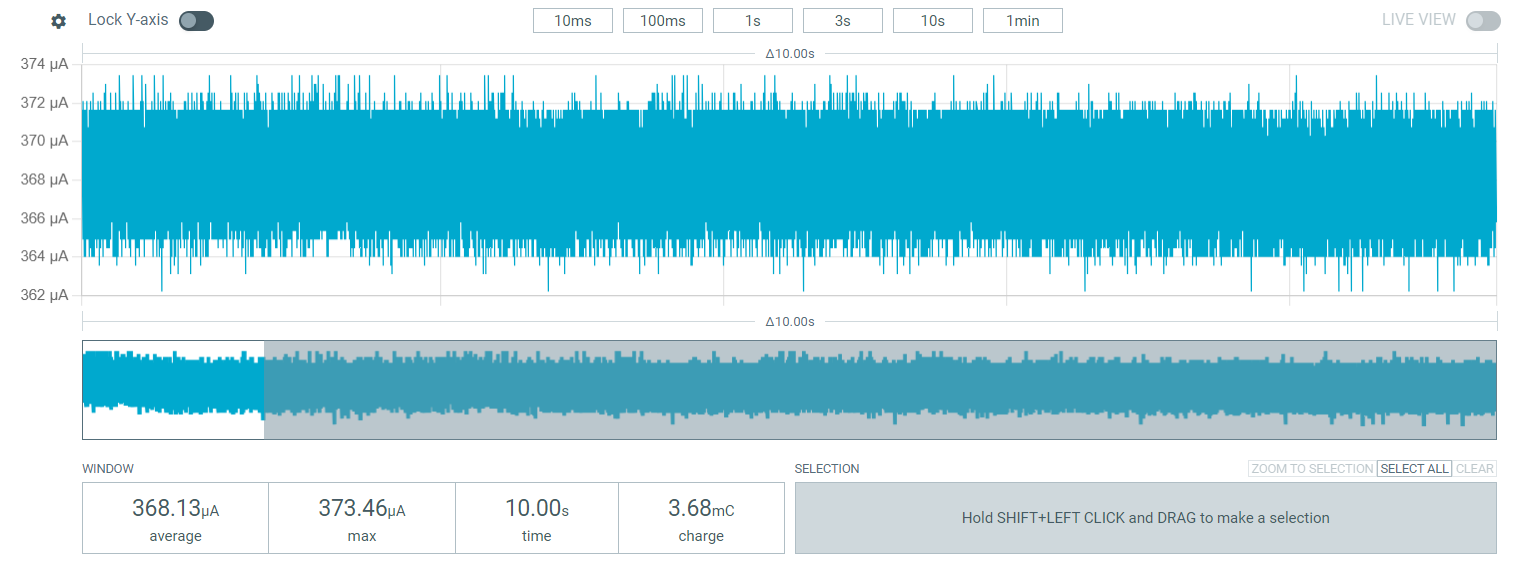 Lock Y-axis 10ms 100ms 1s 3s 10s 1min LIVE VIEW
Δ10.00s
374 µA
372 µA
370 µA
368 µA
366 µA
364 µA
362 µA
Δ10.00s
WINDOW SELECTION ZOOM TO SELECTION SELECT ALL CLEAR
368.13µA 373.46µA 10.00s 3.68mC
average max time charge
Hold SHIFT+LEFT CLICK and DRAG to make a selection